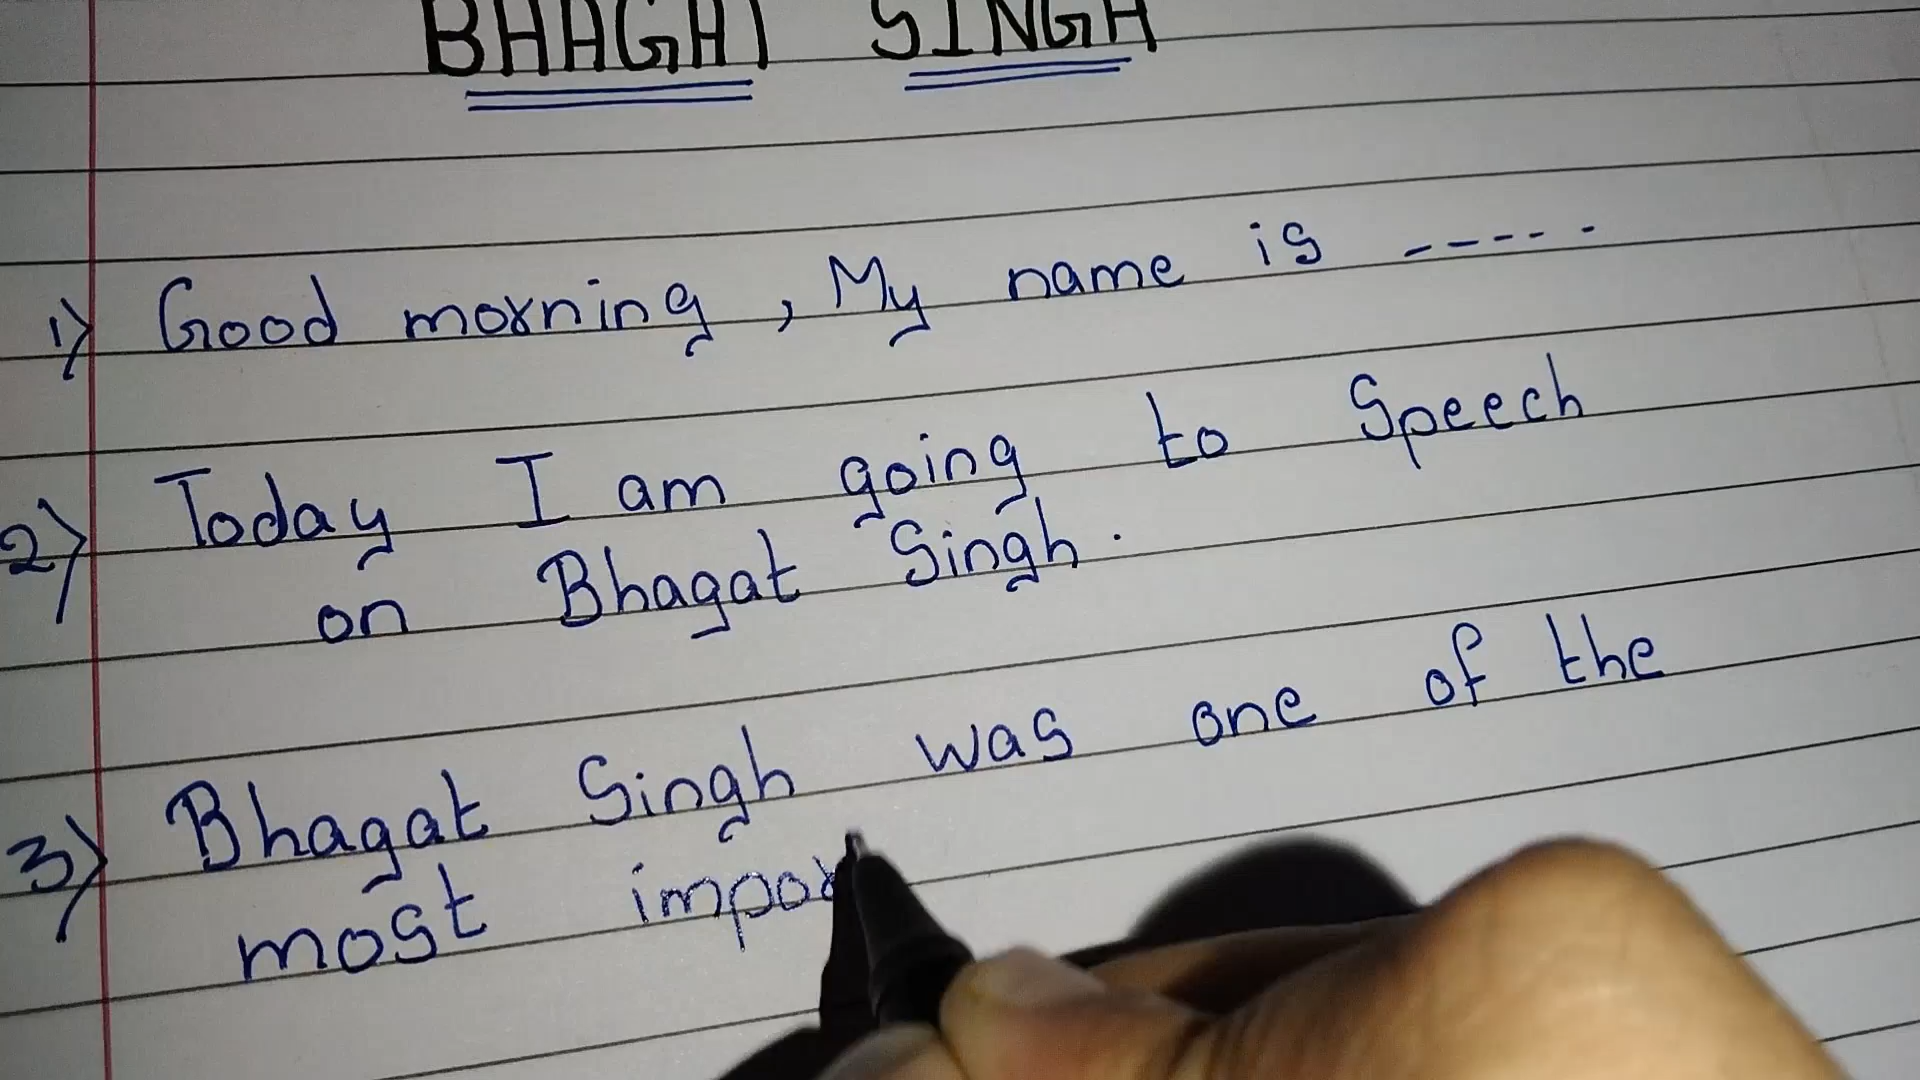 BHAGAT SINGH
1) Good morning, My name is -----
2) Today I am going to Speech
on Bhagat Singh.
3) Bhagat Singh was one of the
most impor